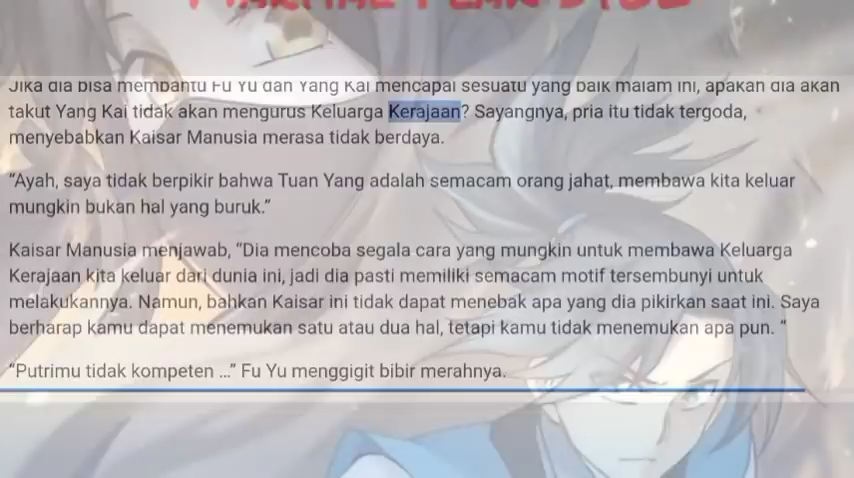 MARTIAL PEAK
Jika dia bisa membantu Fu Yu dan Yang Kai mencapai sesuatu yang baik malam ini, apakah dia akan
takut Yang Kai tidak akan mengurus Keluarga Kerajaan? Sayangnya, pria itu tidak tergoda,
menyebabkan Kaisar Manusia merasa tidak berdaya.
“Ayah, saya tidak berpikir bahwa Tuan Yang adalah semacam orang jahat, membawa kita keluar
mungkin bukan hal yang buruk.”
Kaisar Manusia menjawab, “Dia mencoba segala cara yang mungkin untuk membawa Keluarga
Kerajaan kita keluar dari dunia ini, jadi dia pasti memiliki semacam motif tersembunyi untuk
melakukannya. Namun, bahkan Kaisar ini tidak dapat menebak apa yang dia pikirkan saat ini. Saya
berharap kamu dapat menemukan satu atau dua hal, tetapi kamu tidak menemukan apa pun. “
“Putrimu tidak kompeten …” Fu Yu menggigit bibir merahnya.